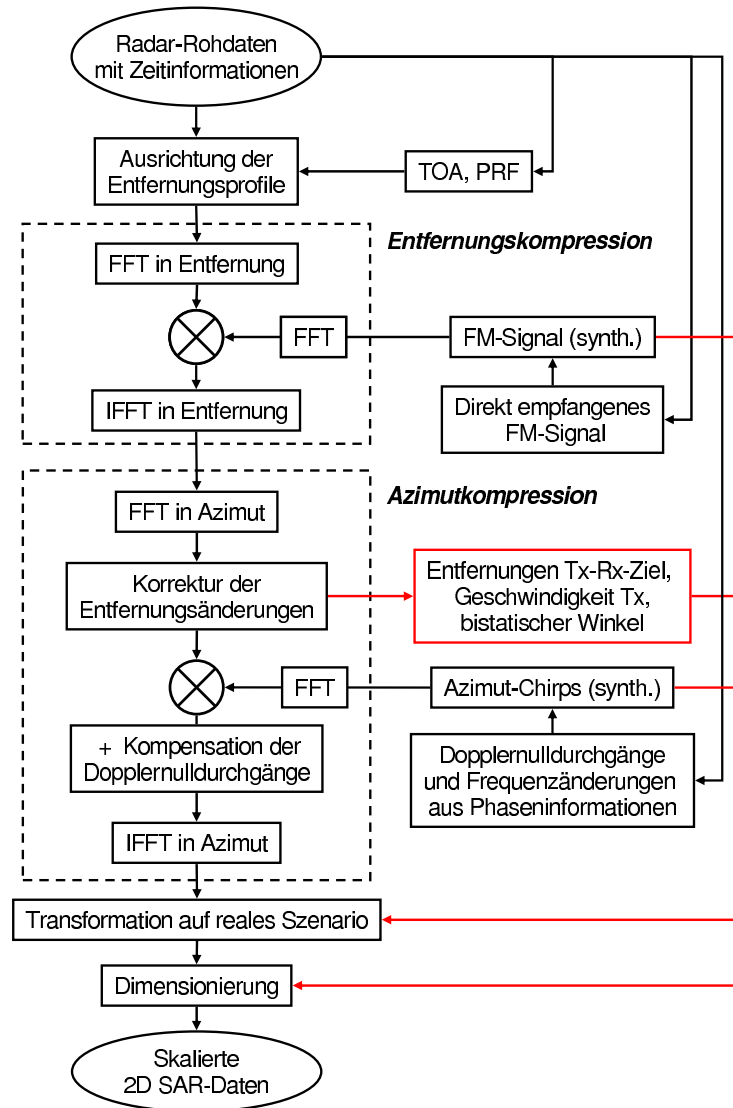 Radar-Rohdaten
mit Zeitinformationen
Ausrichtung der
Entfernungsprofile
TOA, PRF
Entfernungskompression
FFT in Entfernung
FFT
FM-Signal (synth.)
IFFT in Entfernung
Direkt empfangenes
FM-Signal
Azimutkompression
FFT in Azimut
Korrektur der
Entfernungsänderungen
Entfernungen Tx-Rx-Ziel,
Geschwindigkeit Tx,
bistatischer Winkel
FFT
Azimut-Chirps (synth.)
+ Kompensation der
Dopplernulldurchgänge
Dopplernulldurchgänge
und Frequenzänderungen
aus Phaseninformationen
IFFT in Azimut
Transformation auf reales Szenario
Dimensionierung
Skalierte
2D SAR-Daten